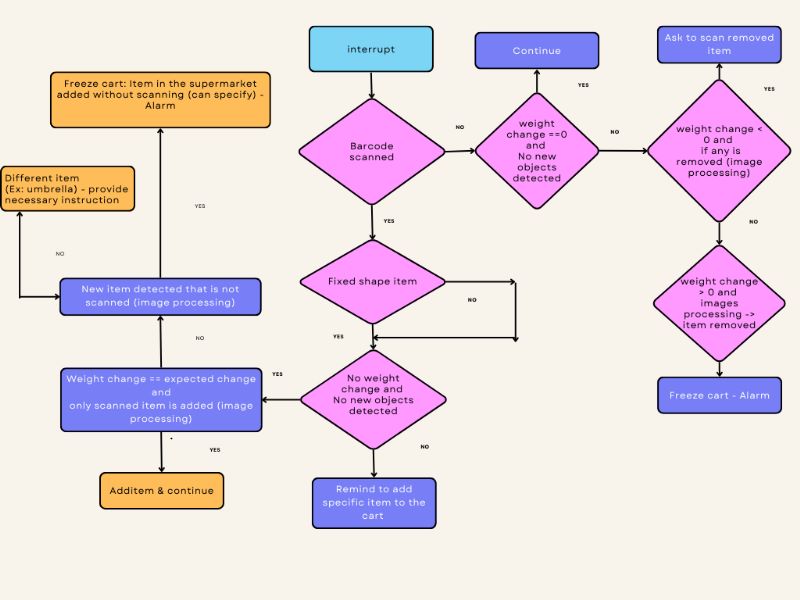 interrupt
Continue
Ask to scan removed
item
YES
YES
Freeze cart: Item in the supermarket
added without scanning (can specify) -
Alarm
Barcode
scanned
NO
weight
change ==0
and
No new
objects
detected
NO
weight change <
0 and
if any is
removed (image
processing)
Different item
(Ex: umbrella) - provide
necessary instruction
YES
YES
NO
NO
New item detected that is not
scanned (image processing)
Fixed shape item
NO
weight change
> 0 and
images
processing ->
item removed
NO
YES
Weight change == expected change
and
only scanned item is added (image
processing)
YES
No weight
change and
No new objects
detected
Freeze cart - Alarm
YES
NO
Additem & continue
Remind to add
specific item to the
cart